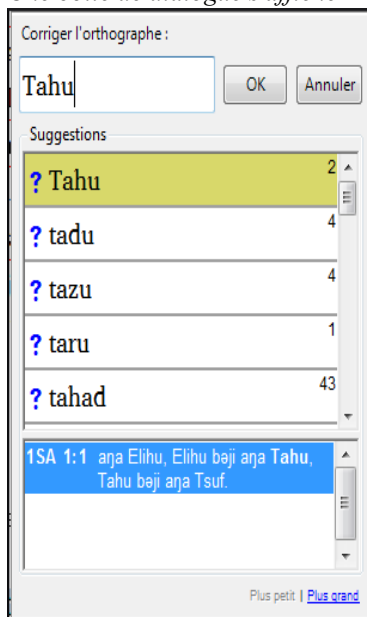 Corriger l'orthographe :
Tahu
OK
Annuler
Suggestions
? Tahu 2
? tadu 4
? tazu 4
? taru 1
? tahad 43
1SA 1:1 aŋa Elihu, Elihu bəji aŋa Tahu,
Tahu bəji aŋa Tsuf.
Plus petit | Plus grand